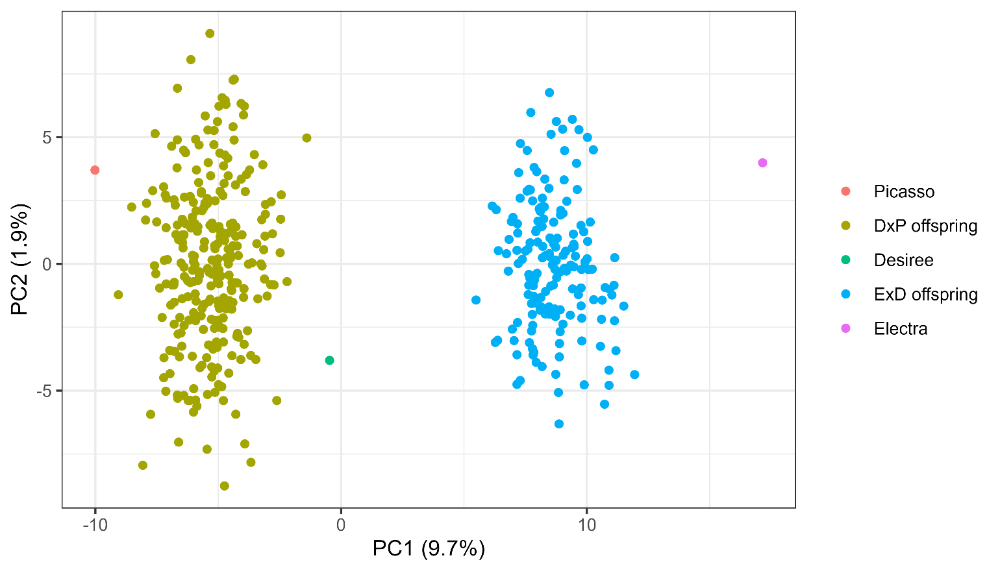 5
0
-5
-10
0
10
PC1 (9.7%)
PC2 (1.9%)
Picasso
DxP offspring
Desiree
ExD offspring
Electra